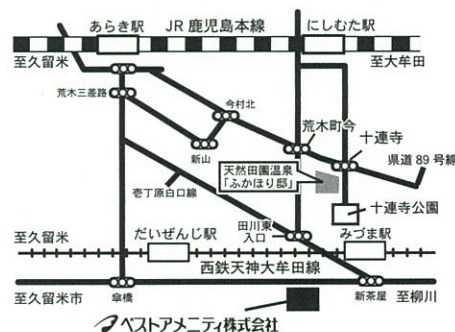 あらき駅
JR鹿児島本線
にしむた駅
至久留米
至大牟田
荒木三差路
今村北
荒木町今
十連寺
新山
県道89号線
天然田園温泉
「ふかほり邸」
壱丁原白口線
十連寺公園
田川東
入口
至久留米
だいぜんじ駅
みづま駅
西鉄天神大牟田線
至久留米市
傘橋
新茶屋
至柳川
ベストアメニティ株式会社